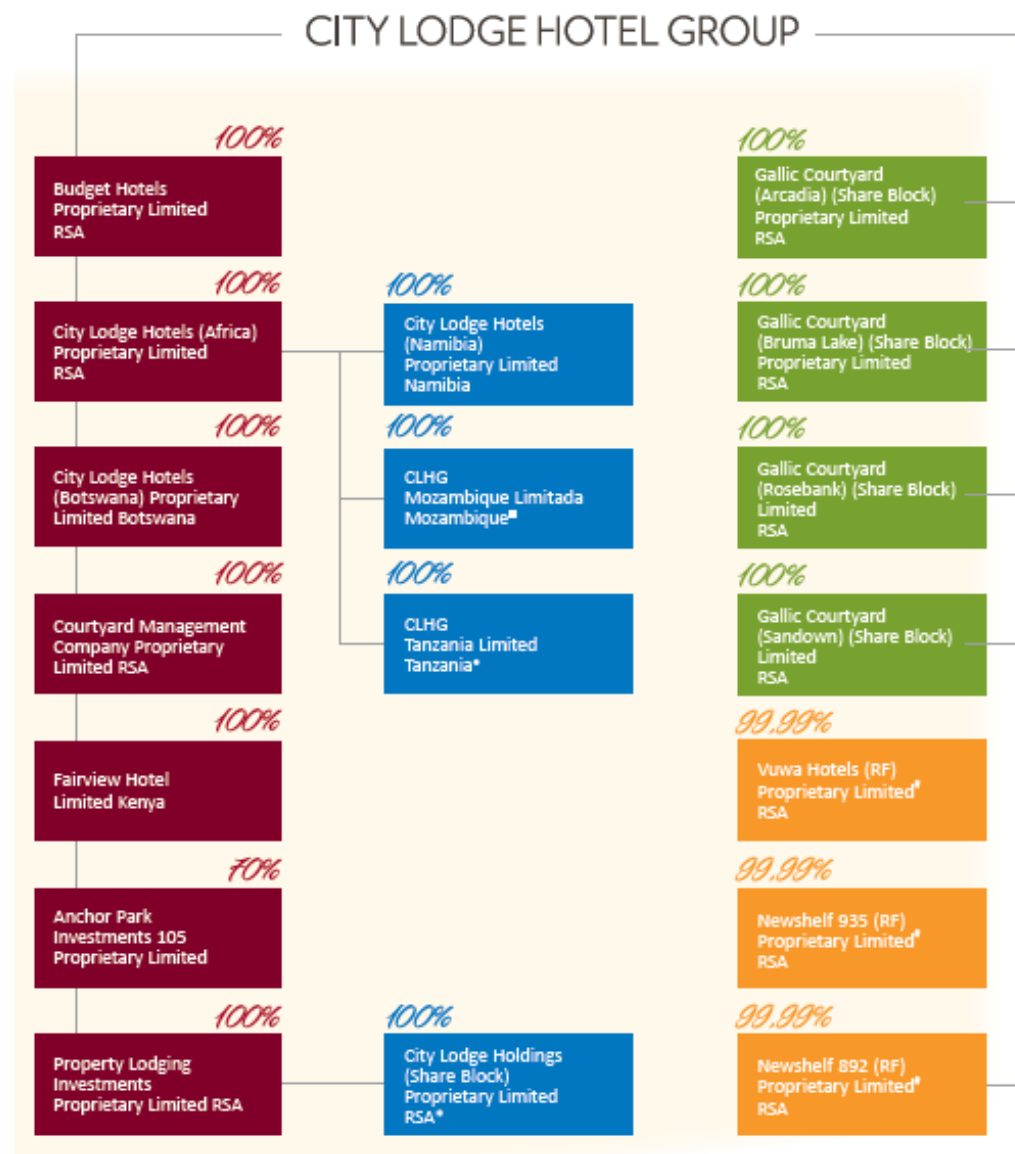 CITY LODGE HOTEL GROUP
100%
Budget Hotels
Proprietary Limited
RSA
100%
City Lodge Hotels (Africa)
Proprietary Limited
RSA
100%
City Lodge Hotels
(Botswana) Proprietary
Limited Botswana
100%
Courtyard Management
Company Proprietary
Limited RSA
100%
Fairview Hotel
Limited Kenya
70%
Anchor Park
Investments 105
Proprietary Limited
100%
Property Lodging
Investments
Proprietary Limited RSA
100%
City Lodge Hotels
(Namibia)
Proprietary Limited
Namibia
100%
CLHG
Mozambique Limitada
Mozambique■
100%
CLHG
Tanzania Limited
Tanzania*
100%
City Lodge Holdings
(Share Block)
Proprietary Limited
RSA*
100%
Gallic Courtyard
(Arcadia) (Share Block)
Proprietary Limited
RSA
100%
Gallic Courtyard
(Bruma Lake) (Share Block)
Proprietary Limited
RSA
100%
Gallic Courtyard
(Rosebank) (Share Block)
Limited
RSA
100%
Gallic Courtyard
(Sandown) (Share Block)
Limited
RSA
99.99%
Vuwa Hotels (RF)
Proprietary Limited#
RSA
99.99%
Newshelf 935 (RF)
Proprietary Limited#
RSA
99.99%
Newshelf 892 (RF)
Proprietary Limited#
RSA